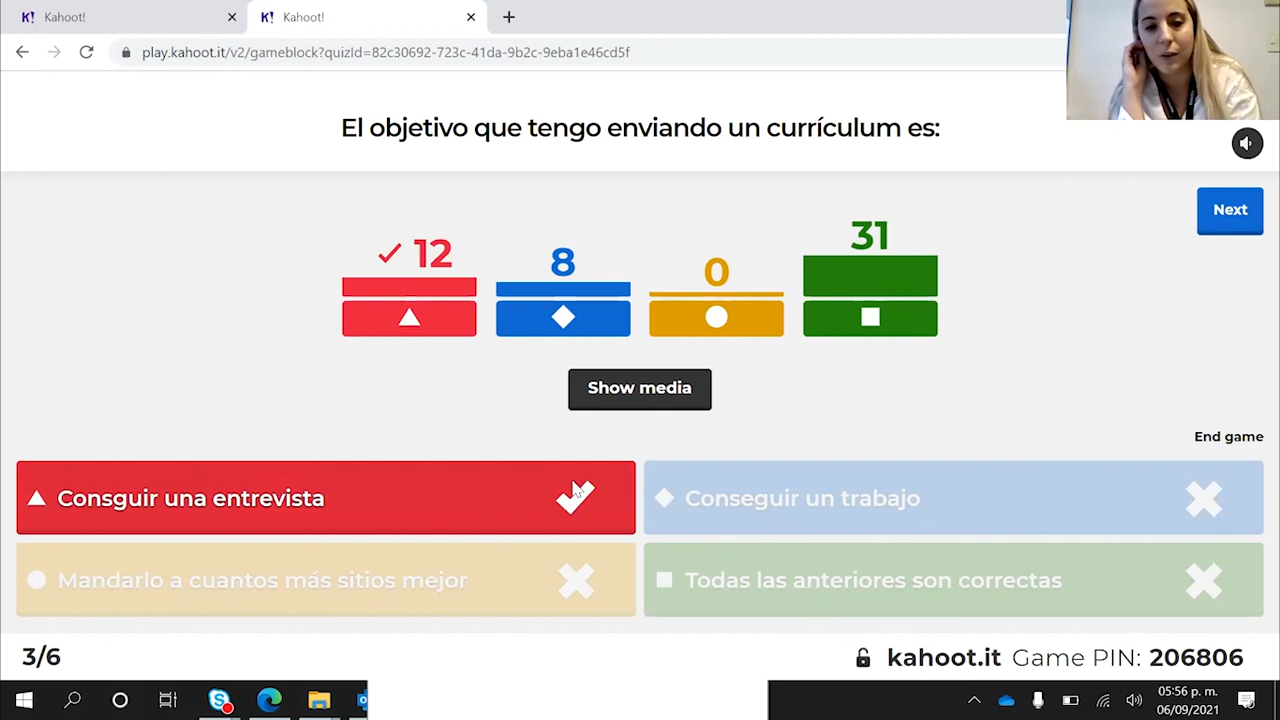 K! Kahoot!
K! Kahoot!
play.kahoot.it/v2/gameblock?quizId=82c30692-723c-41da-9b2c-9eba1e46cd5f
El objetivo que tengo enviando un currículum es:
Next
12
8
0
31
Show media
End game
Consguir una entrevista
Conseguir un trabajo
Mandarlo a cuantos más sitios mejor
Todas las anteriores son correctas
3/6
kahoot.it Game PIN: 206806
05:56 p. m.
06/09/2021